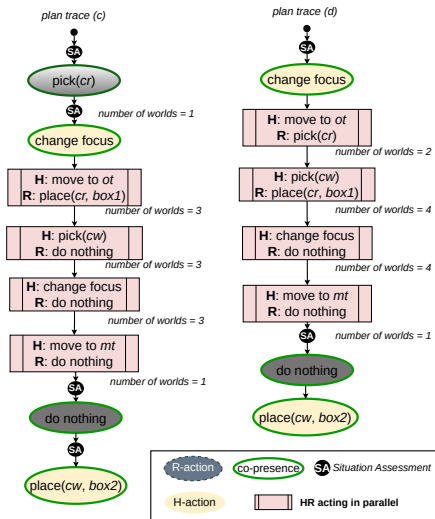 plan trace (c)
SA
pick(cr)
SA
number of worlds = 1
change focus
H: move to ot
R: place(cr, box1)
number of worlds = 3
H: pick(cw)
R: do nothing
number of worlds = 3
H: change focus
R: do nothing
number of worlds = 3
H: move to mt
R: do nothing
SA
number of worlds = 1
do nothing
SA
place(cw, box2)
plan trace (d)
SA
change focus
H: move to ot
R: pick(cr)
number of worlds = 2
H: pick(cw)
R: place(cr, box1)
number of worlds = 4
H: change focus
R: do nothing
number of worlds = 4
H: move to mt
R: do nothing
SA
number of worlds = 1
do nothing
place(cw, box2)
R-action
co-presence
SA Situation Assessment
H-action
HR acting in parallel